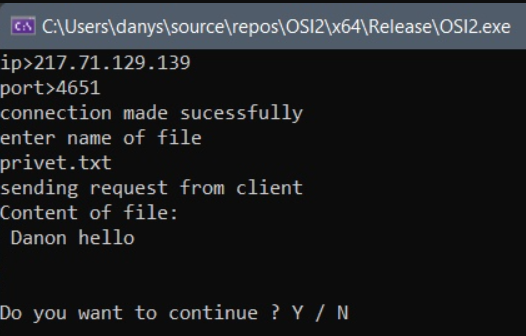 C:\Users\danys\source\repos\OSI2\x64\Release\OSI2.exe
ip>217.71.129.139
port>4651
connection made sucessfully
enter name of file
privet.txt
sending request from client
Content of file:
 Danon hello
Do you want to continue ? Y / N